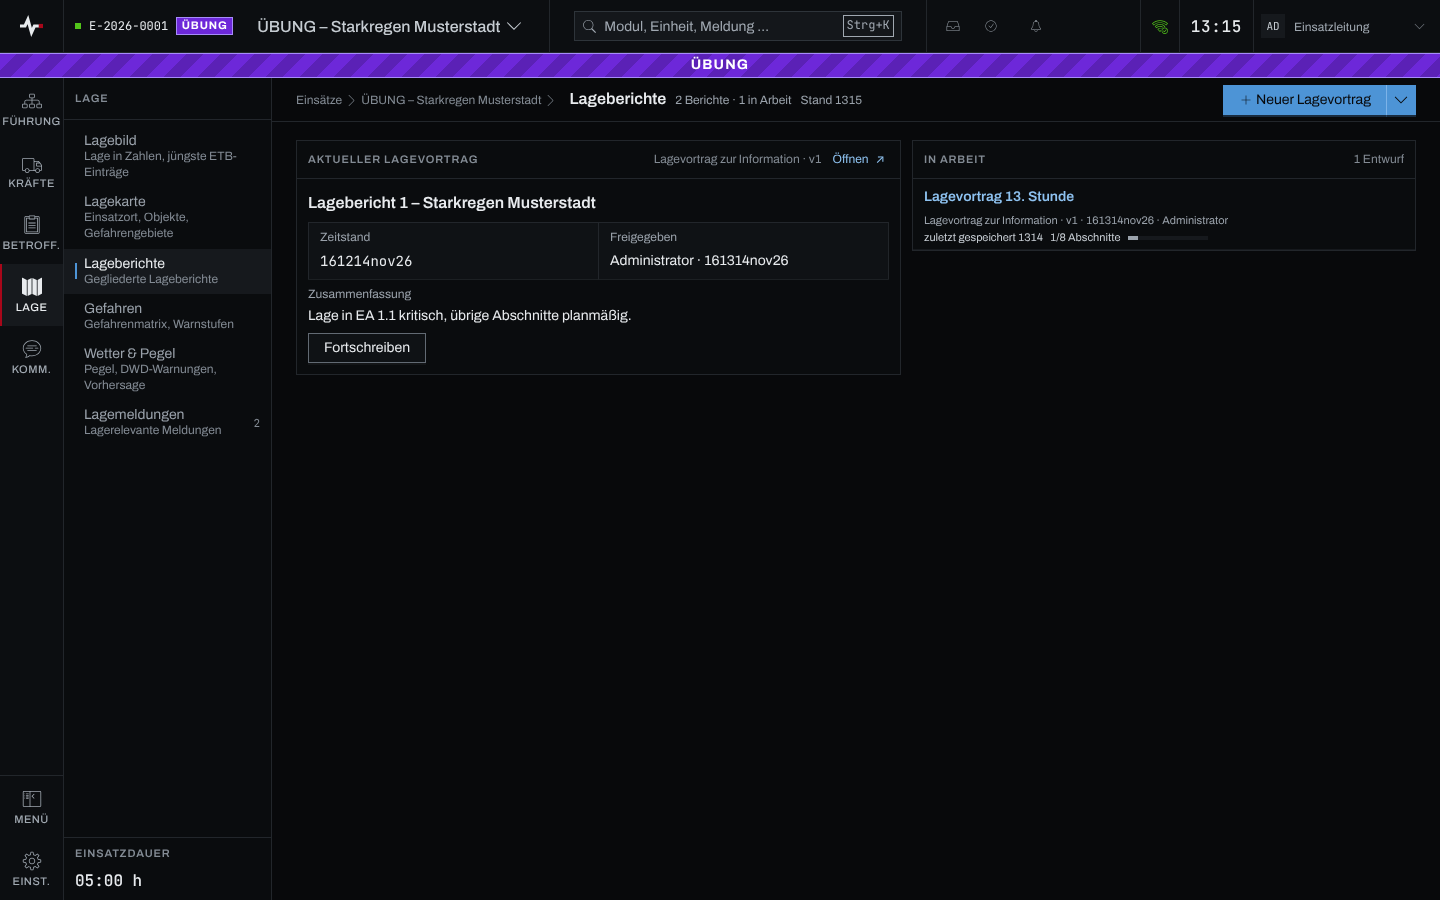 E-2026-0001 ÜBUNG ÜBUNG – Starkregen Musterstadt
Modul, Einheit, Meldung ... Strg+K
13:15 AD Einsatzleitung
ÜBUNG
FÜHRUNG
KRÄFTE
BETROFF.
LAGE
KOMM.
MENÜ
EINST.
LAGE
Lagebild
Lage in Zahlen, jüngste ETB-
Einträge
Lagekarte
Einsatzort, Objekte,
Gefahrengebiete
Lageberichte
Gegliederte Lageberichte
Gefahren
Gefahrenmatrix, Warnstufen
Wetter & Pegel
Pegel, DWD-Warnungen,
Vorhersage
Lagemeldungen 2
Lagerelevante Meldungen
EINSATZDAUER
05:00 h
Einsätze ÜBUNG – Starkregen Musterstadt Lageberichte 2 Berichte · 1 in Arbeit Stand 1315
+ Neuer Lagevortrag
AKTUELLER LAGEVORTRAG Lagevortrag zur Information · v1 Öffnen
Lagebericht 1 – Starkregen Musterstadt
Zeitstand
161214nov26
Freigegeben
Administrator · 161314nov26
Zusammenfassung
Lage in EA 1.1 kritisch, übrige Abschnitte planmäßig.
Fortschreiben
IN ARBEIT 1 Entwurf
Lagevortrag 13. Stunde
Lagevortrag zur Information · v1 · 161314nov26 · Administrator
zuletzt gespeichert 1314 1/8 Abschnitte